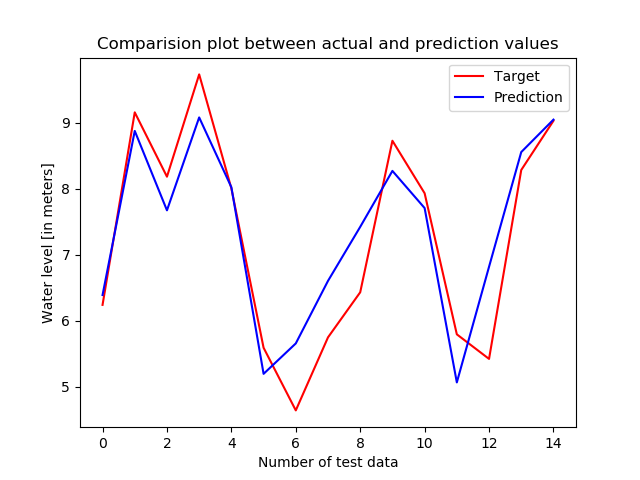 Comparision plot between actual and prediction values
Target
Prediction
9
8
7
6
5
Water level [in meters]
0 2 4 6 8 10 12 14
Number of test data